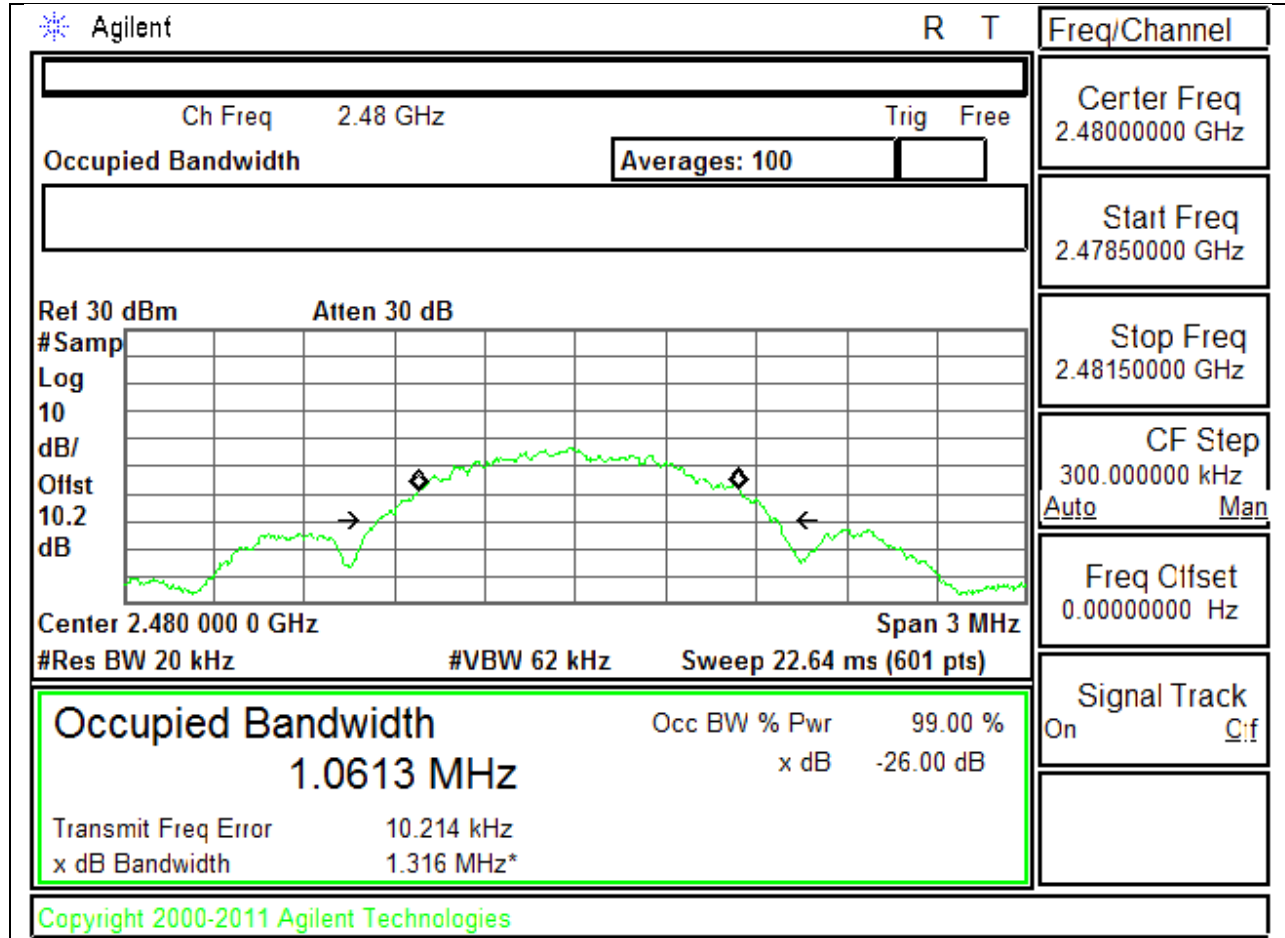 Agilent R T
Ch Freq 2.48 GHz Trig Free
Occupied Bandwidth Averages: 100
Ref 30 dBm Atten 30 dB
#Samp
Log
10
dB/
Offst
10.2
dB
Center 2.480 000 0 GHz Span 3 MHz
#Res BW 20 kHz #VBW 62 kHz Sweep 22.64 ms (601 pts)
Occupied Bandwidth Occ BW % Pwr 99.00 %
1.0613 MHz x dB -26.00 dB
Transmit Freq Error 10.214 kHz
x dB Bandwidth 1.316 MHz*
Copyright 2000-2011 Agilent Technologies
Freq/Channel
Center Freq
2.48000000 GHz
Start Freq
2.47850000 GHz
Stop Freq
2.48150000 GHz
CF Step
300.000000 kHz
Auto Man
Freq Offset
0.00000000 Hz
Signal Track
On Off